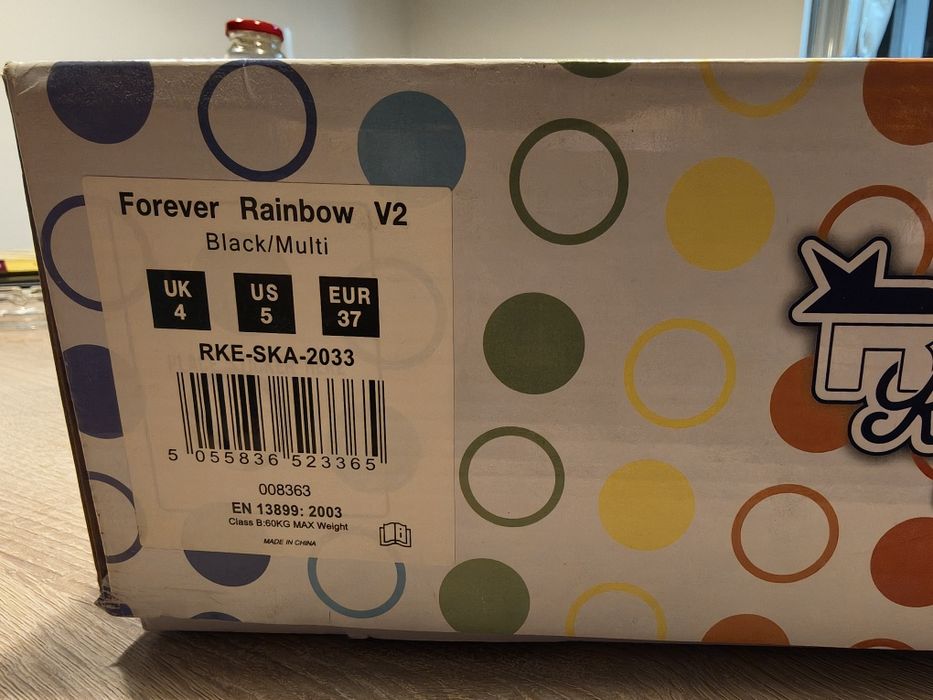 Forever Rainbow V2
Black/Multi
UK 4
US 5
EUR 37
RKE-SKA-2033
5 055836 523365
008363
EN 13899: 2003
Class B:60KG MAX Weight
MADE IN CHINA